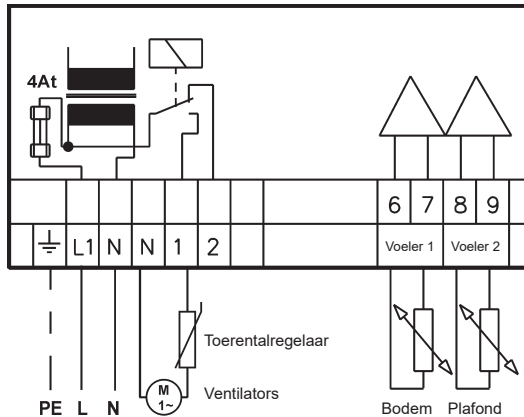 4At
6 7 8 9
L1 N N 1 2 Voeler 1 Voeler 2
Toerentalregelaar
M
1~
Ventilators
PE L N Bodem Plafond